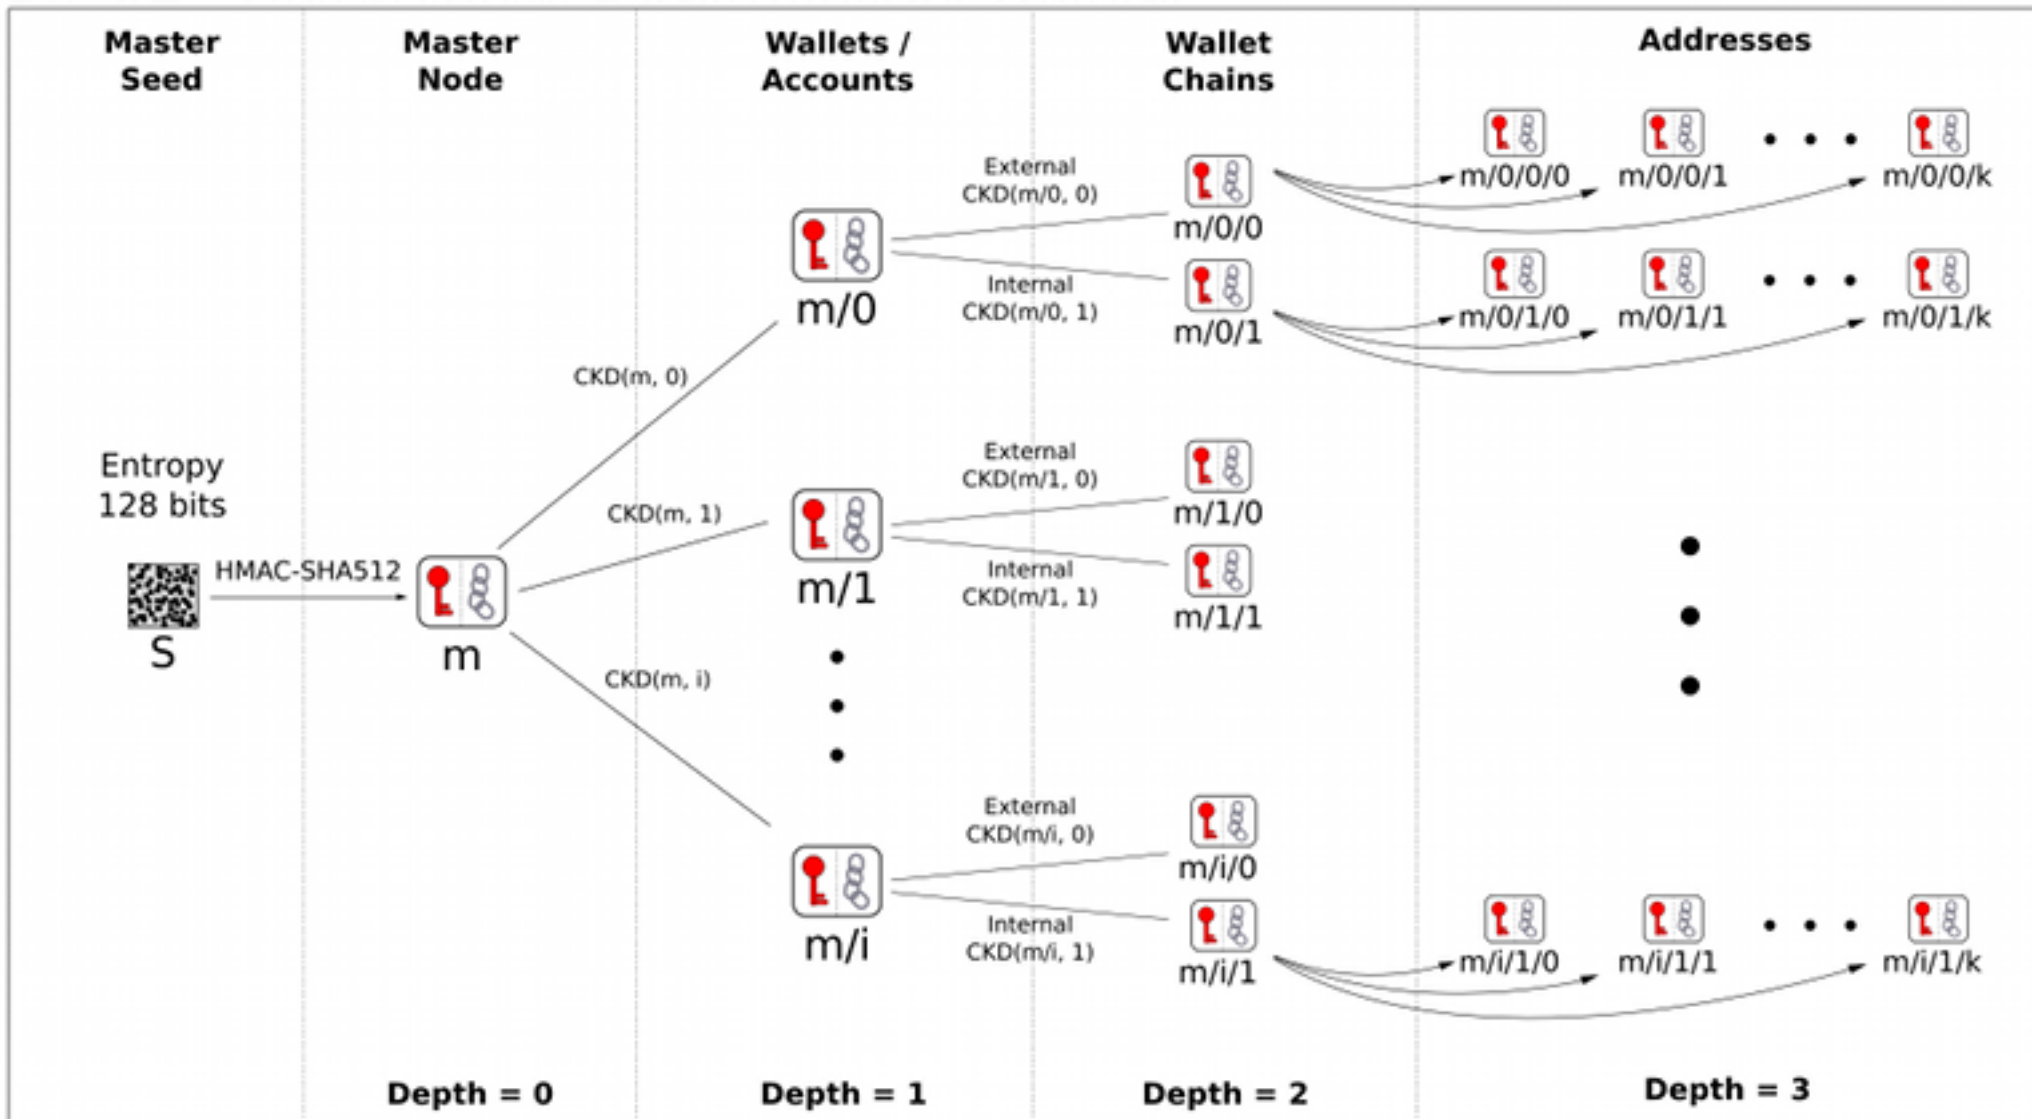 Master
Seed
Master
Node
Wallets /
Accounts
Wallet
Chains
Addresses
Entropy
128 bits
S
HMAC-SHA512
m
CKD(m, 0)
CKD(m, 1)
CKD(m, i)
m/0
m/1
m/i
External
CKD(m/0, 0)
Internal
CKD(m/0, 1)
External
CKD(m/1, 0)
Internal
CKD(m/1, 1)
External
CKD(m/i, 0)
Internal
CKD(m/i, 1)
m/0/0
m/0/1
m/1/0
m/1/1
m/i/0
m/i/1
m/0/0/0 m/0/0/1 m/0/0/k
m/0/1/0 m/0/1/1 m/0/1/k
m/i/1/0 m/i/1/1 m/i/1/k
Depth = 0
Depth = 1
Depth = 2
Depth = 3